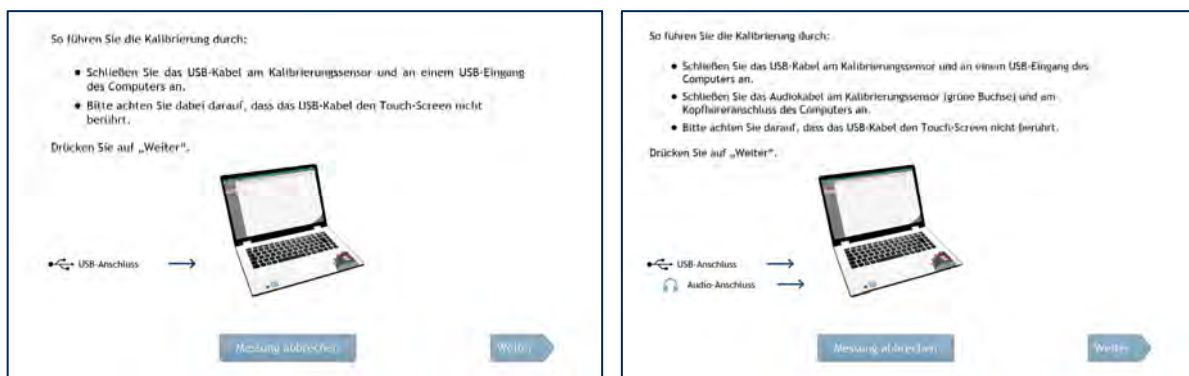 So führen Sie die Kalibrierung durch:
• Schließen Sie das USB-Kabel am Kalibrierungssensor und an einem USB-Eingang
des Computers an.
• Bitte achten Sie dabei darauf, dass das USB-Kabel den Touch-Screen nicht
berührt.
Drücken Sie auf „Weiter“.
USB-Anschluss
Messung abbrechen
Weiter
So führen Sie die Kalibrierung durch:
• Schließen Sie das USB-Kabel am Kalibrierungssensor und an einem USB-Eingang des
Computers an.
• Schließen Sie das Audiokabel am Kalibrierungssensor (grüne Buchse) und am
Kopfhöreranschluss des Computers an.
• Bitte achten Sie darauf, dass das USB-Kabel den Touch-Screen nicht berührt.
Drücken Sie auf „Weiter“.
USB-Anschluss
Audio-Anschluss
Messung abbrechen
Weiter